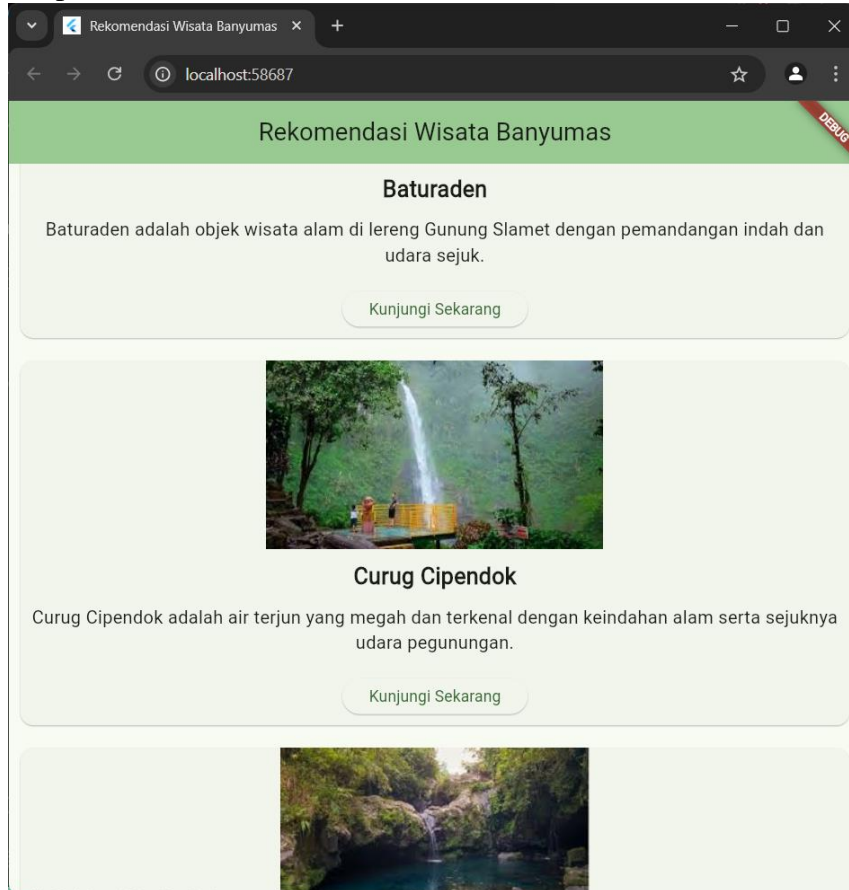 Rekomendasi Wisata Banyumas
localhost:58687
Rekomendasi Wisata Banyumas
DEBUG
Baturaden
Baturaden adalah objek wisata alam di lereng Gunung Slamet dengan pemandangan indah dan
udara sejuk.
Kunjungi Sekarang
Curug Cipendok
Curug Cipendok adalah air terjun yang megah dan terkenal dengan keindahan alam serta sejuknya
udara pegunungan.
Kunjungi Sekarang